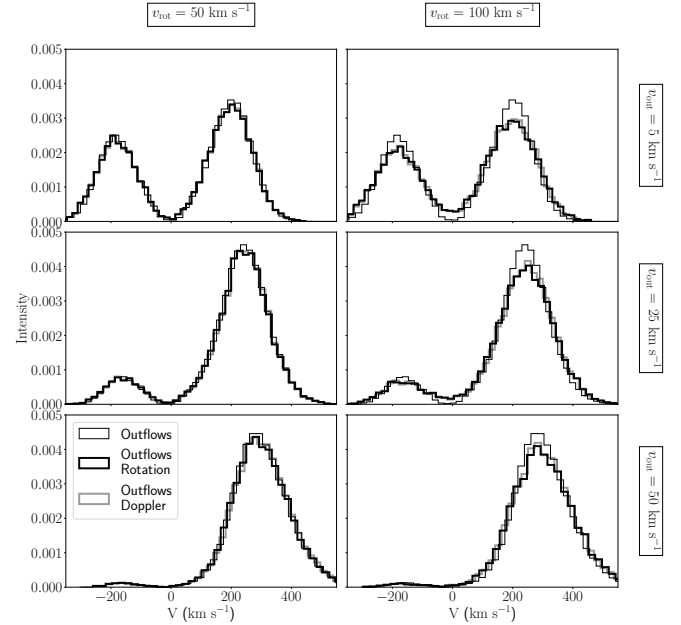 v_rot = 50 km s⁻¹
v_rot = 100 km s⁻¹
0.005
0.004
0.003
0.002
0.001
0.000
v_out = 5 km s⁻¹
0.005
0.004
0.003
0.002
0.001
0.000
Intensity
v_out = 25 km s⁻¹
0.005
0.004
0.003
0.002
0.001
0.000
Outflows
Outflows
Rotation
Outflows
Doppler
v_out = 50 km s⁻¹
−200 0 200 400
−200 0 200 400
V (km s⁻¹)
V (km s⁻¹)